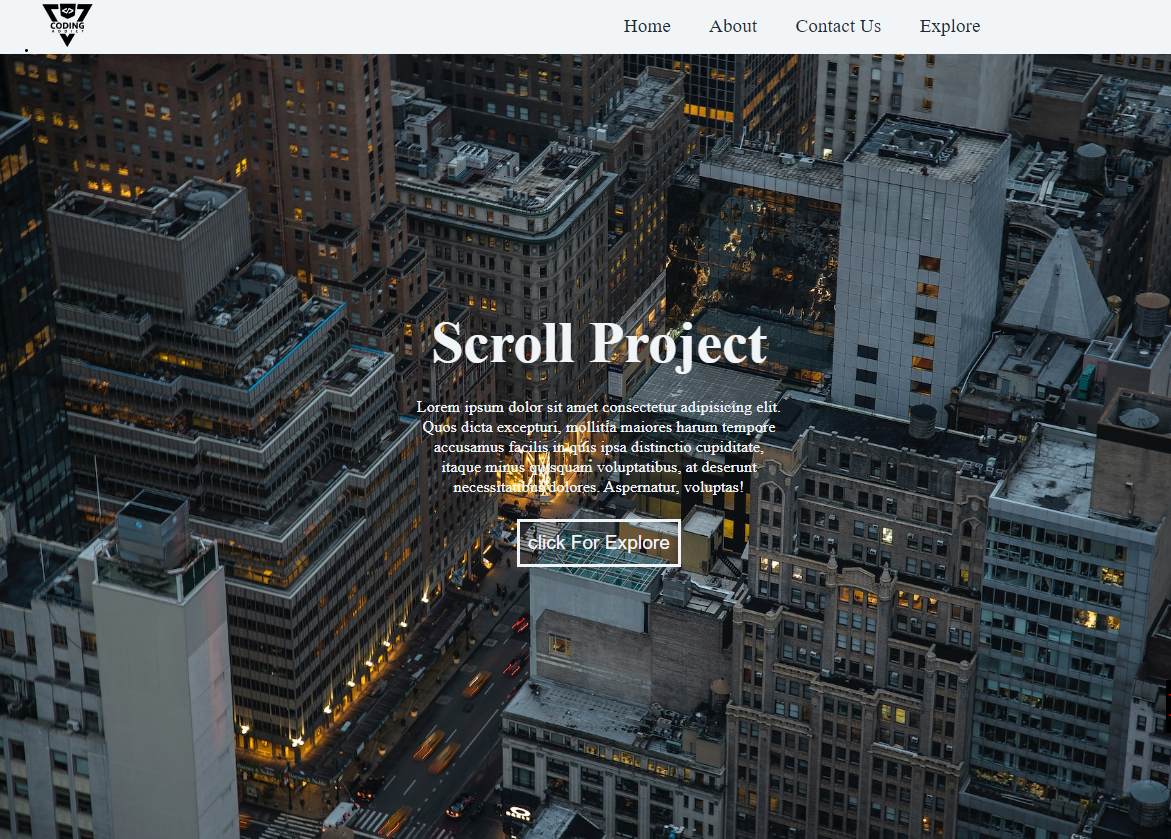 CODING
ADDICT
Home
About
Contact Us
Explore
Scroll Project
Lorem ipsum dolor sit amet consectetur adipisicing elit.
Quos dicta excepturi, mollitia maiores harum tempore
accusamus facilis in quis ipsa distinctio cupiditate,
itaque minus quisquam voluptatibus, at deserunt
necessitatibus dolores. Aspernatur, voluptas!
click For Explore